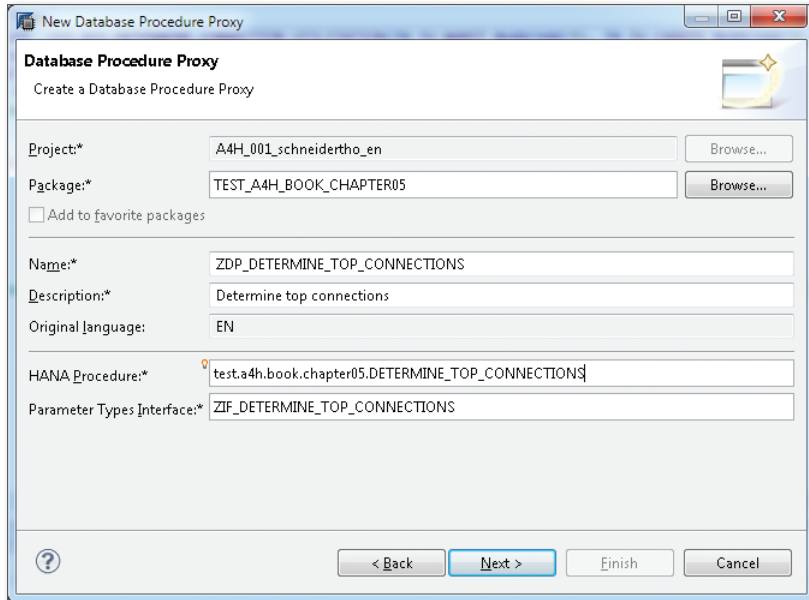 New Database Procedure Proxy
Database Procedure Proxy
Create a Database Procedure Proxy
Project:* A4H_001_schneidertho_en Browse...
Package:* TEST_A4H_BOOK_CHAPTER05 Browse...
Add to favorite packages
Name:* ZDP_DETERMINE_TOP_CONNECTIONS
Description:* Determine top connections
Original language: EN
HANA Procedure:* test.a4h.book.chapter05.DETERMINE_TOP_CONNECTIONS
Parameter Types Interface:* ZIF_DETERMINE_TOP_CONNECTIONS
? < Back Next > Finish Cancel